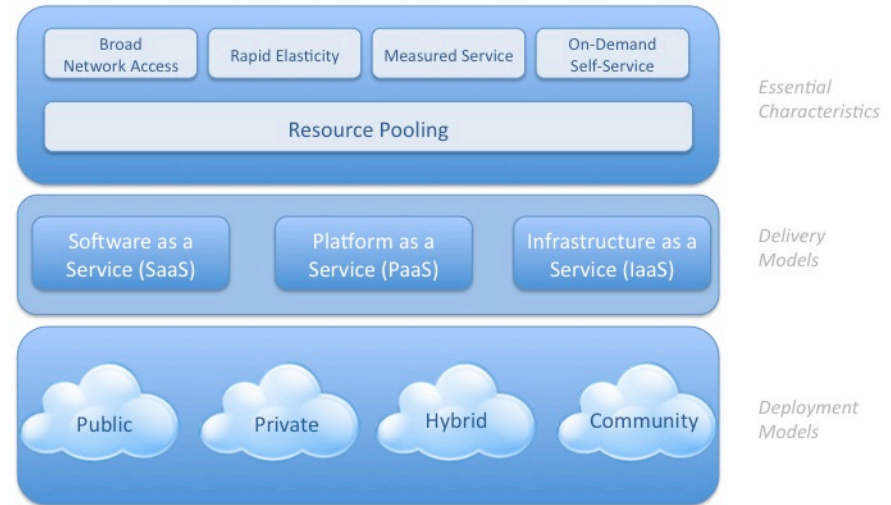 Broad
Network Access
Rapid Elasticity
Measured Service
On-Demand
Self-Service
Resource Pooling
Essential
Characteristics
Software as a
Service (SaaS)
Platform as a
Service (PaaS)
Infrastructure as a
Service (IaaS)
Delivery
Models
Public
Private
Hybrid
Community
Deployment
Models